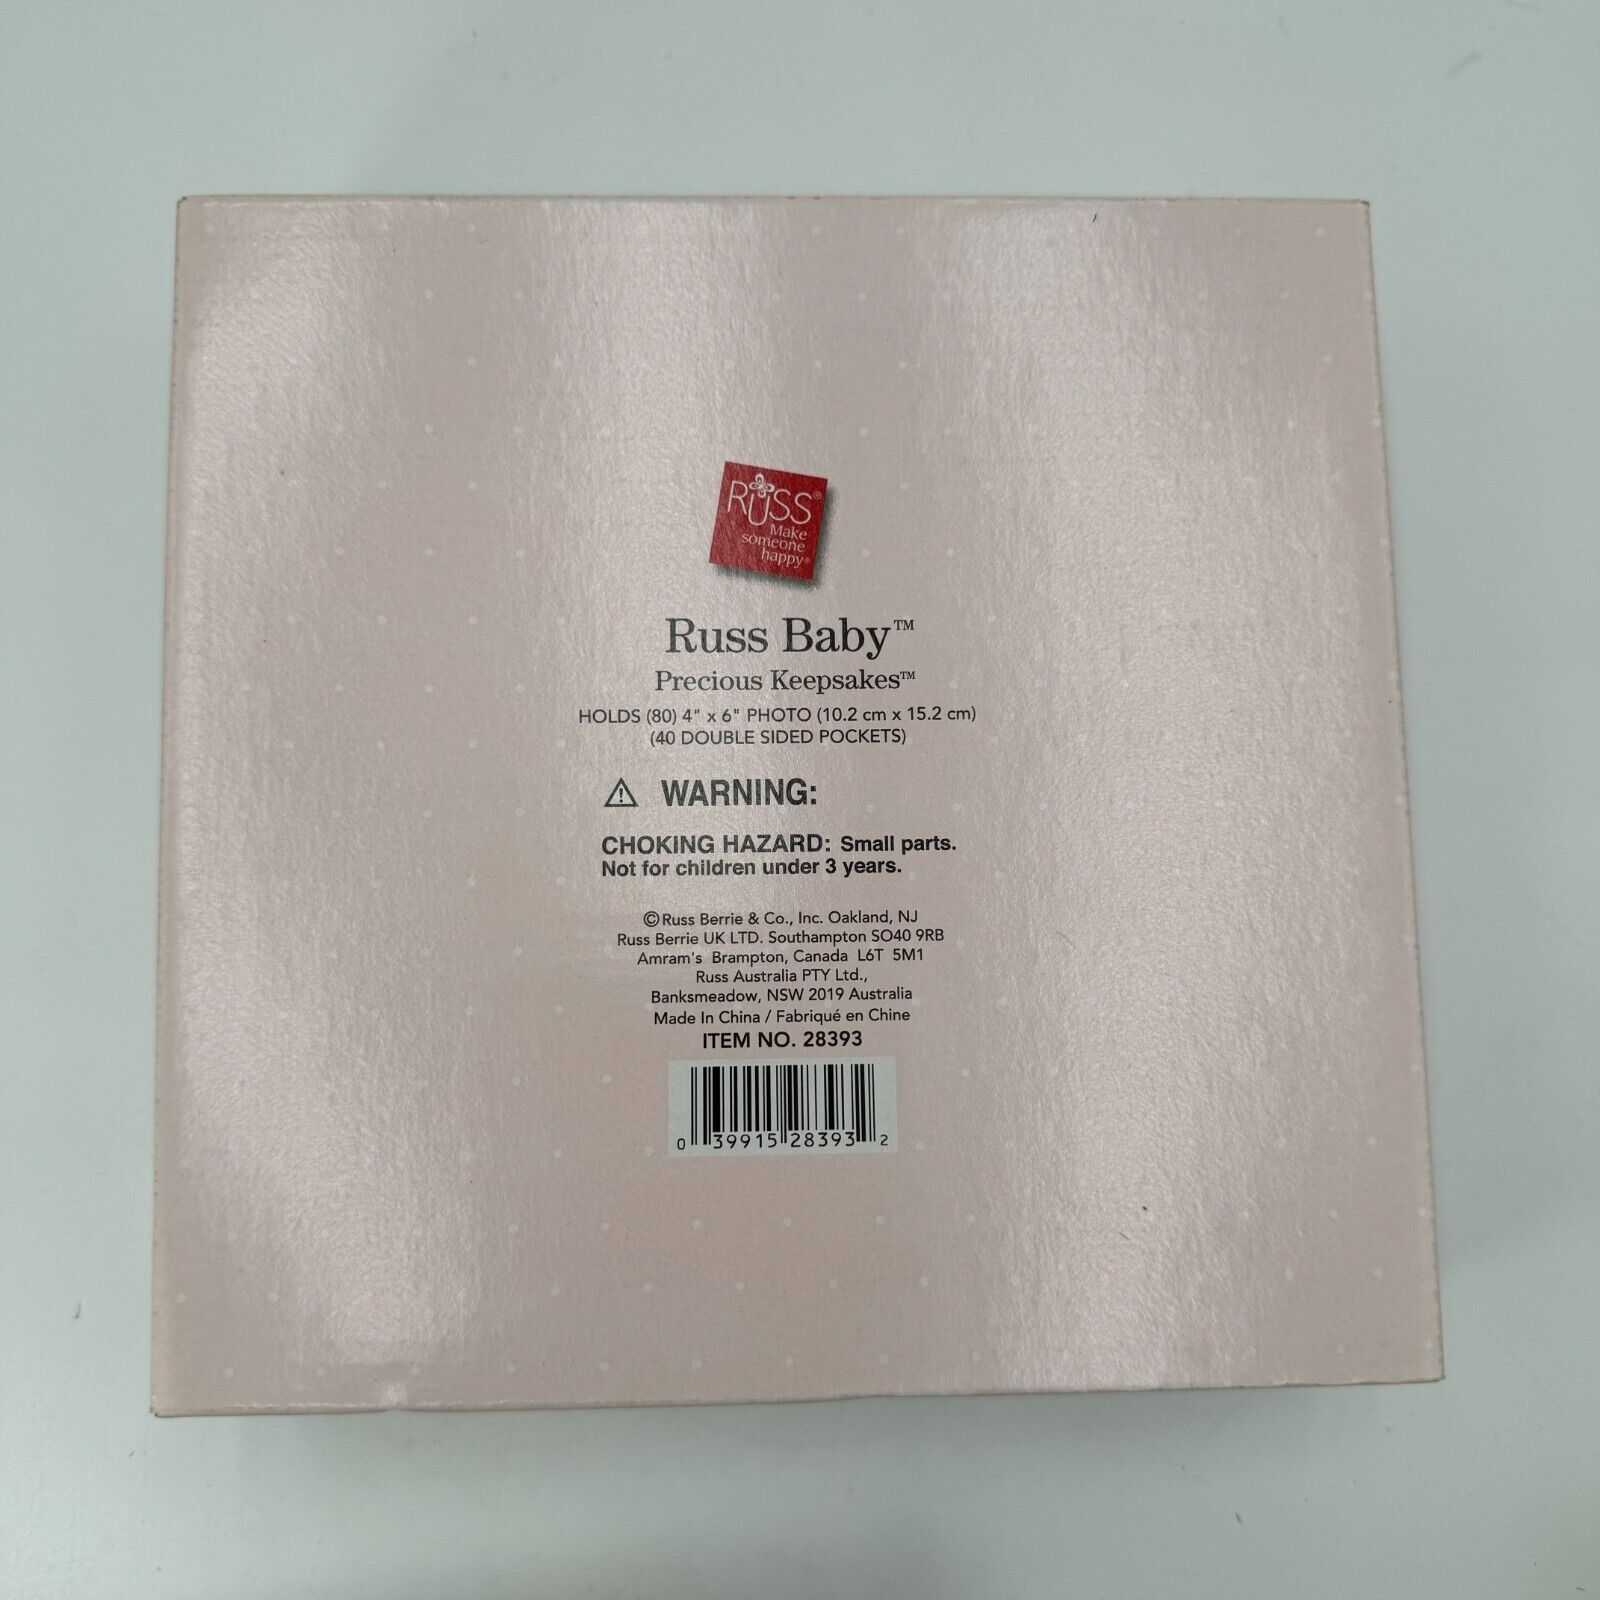 RUSS®
Make
someone
happy®
Russ Baby™
Precious Keepsakes™
HOLDS (80) 4" x 6" PHOTO (10.2 cm x 15.2 cm)
(40 DOUBLE SIDED POCKETS)
⚠ WARNING:
CHOKING HAZARD: Small parts.
Not for children under 3 years.
©Russ Berrie & Co., Inc. Oakland, NJ
Russ Berrie UK LTD. Southampton SO40 9RB
Amram's Brampton, Canada L6T 5M1
Russ Australia PTY Ltd.,
Banksmeadow, NSW 2019 Australia
Made In China / Fabriqué en Chine
ITEM NO. 28393
0 39915 28393 2